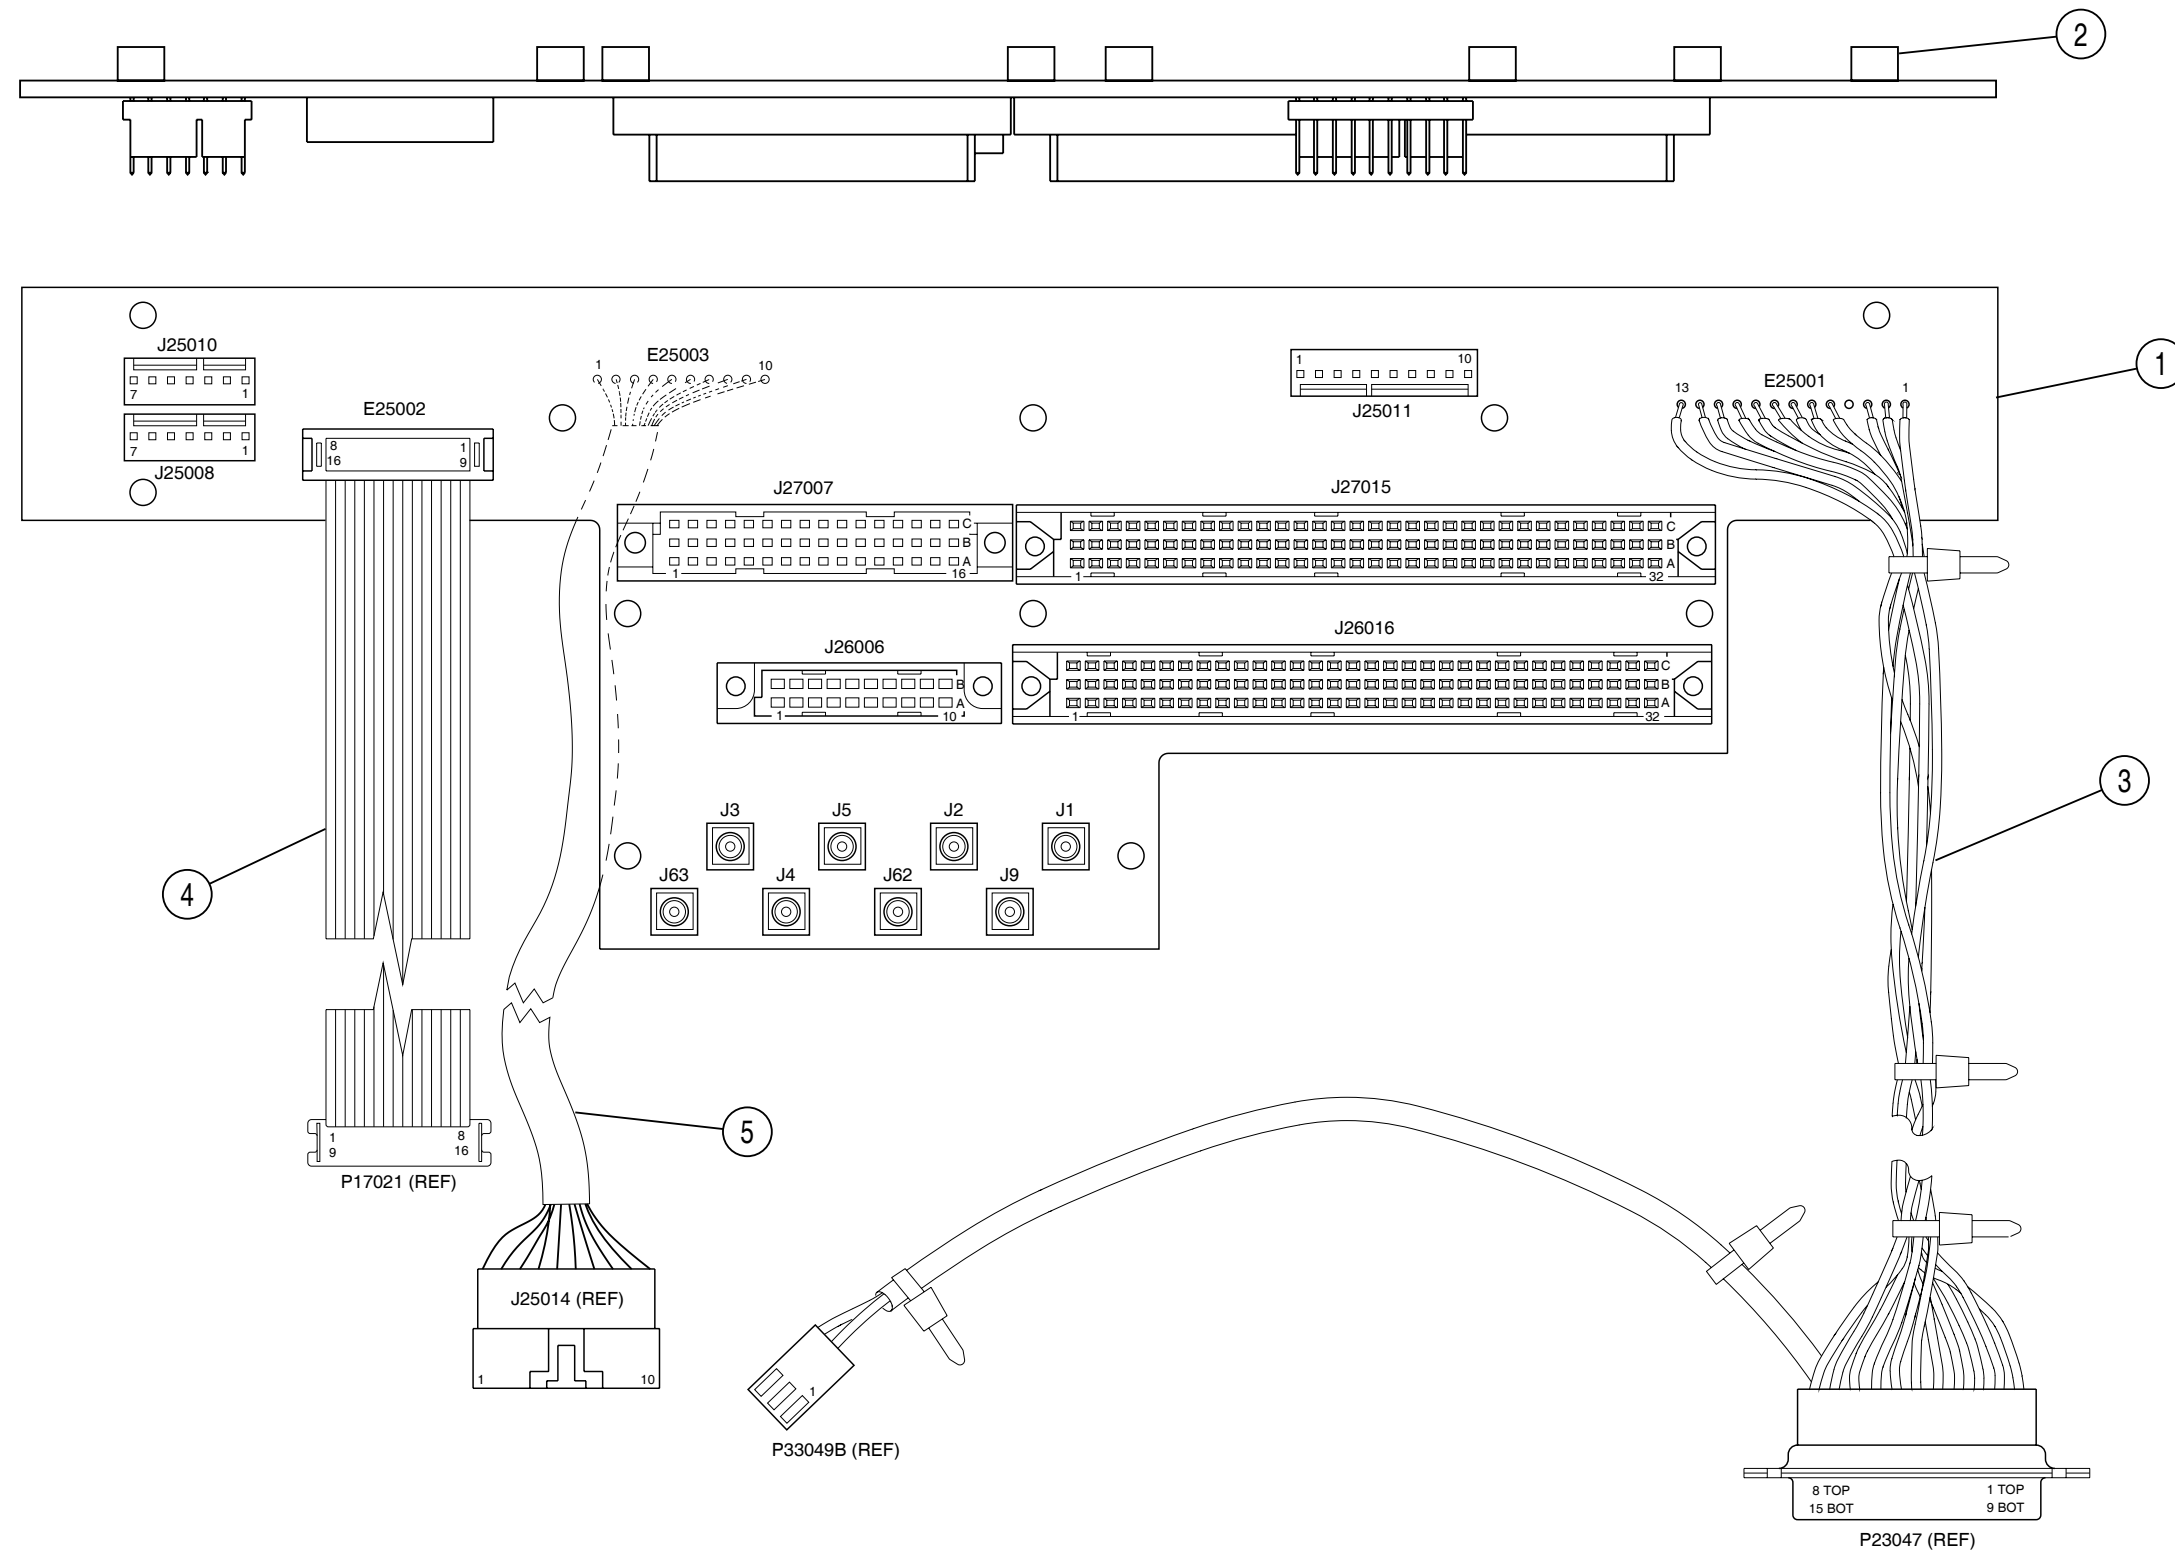 2
J25010
7 1
7 1
J25008
E25002
8 1
16 9
E25003
1 10
1 10
J25011
E25001
13 1
1
J27007
C
B
A
1 16
J27015
C
B
A
1 32
J26006
B
A
1 10
J26016
C
B
A
1 32
3
J3 J5 J2 J1
J63 J4 J62 J9
4
5
1 8
9 16
P17021 (REF)
J25014 (REF)
1 10
1
P33049B (REF)
8 TOP 1 TOP
15 BOT 9 BOT
P23047 (REF)